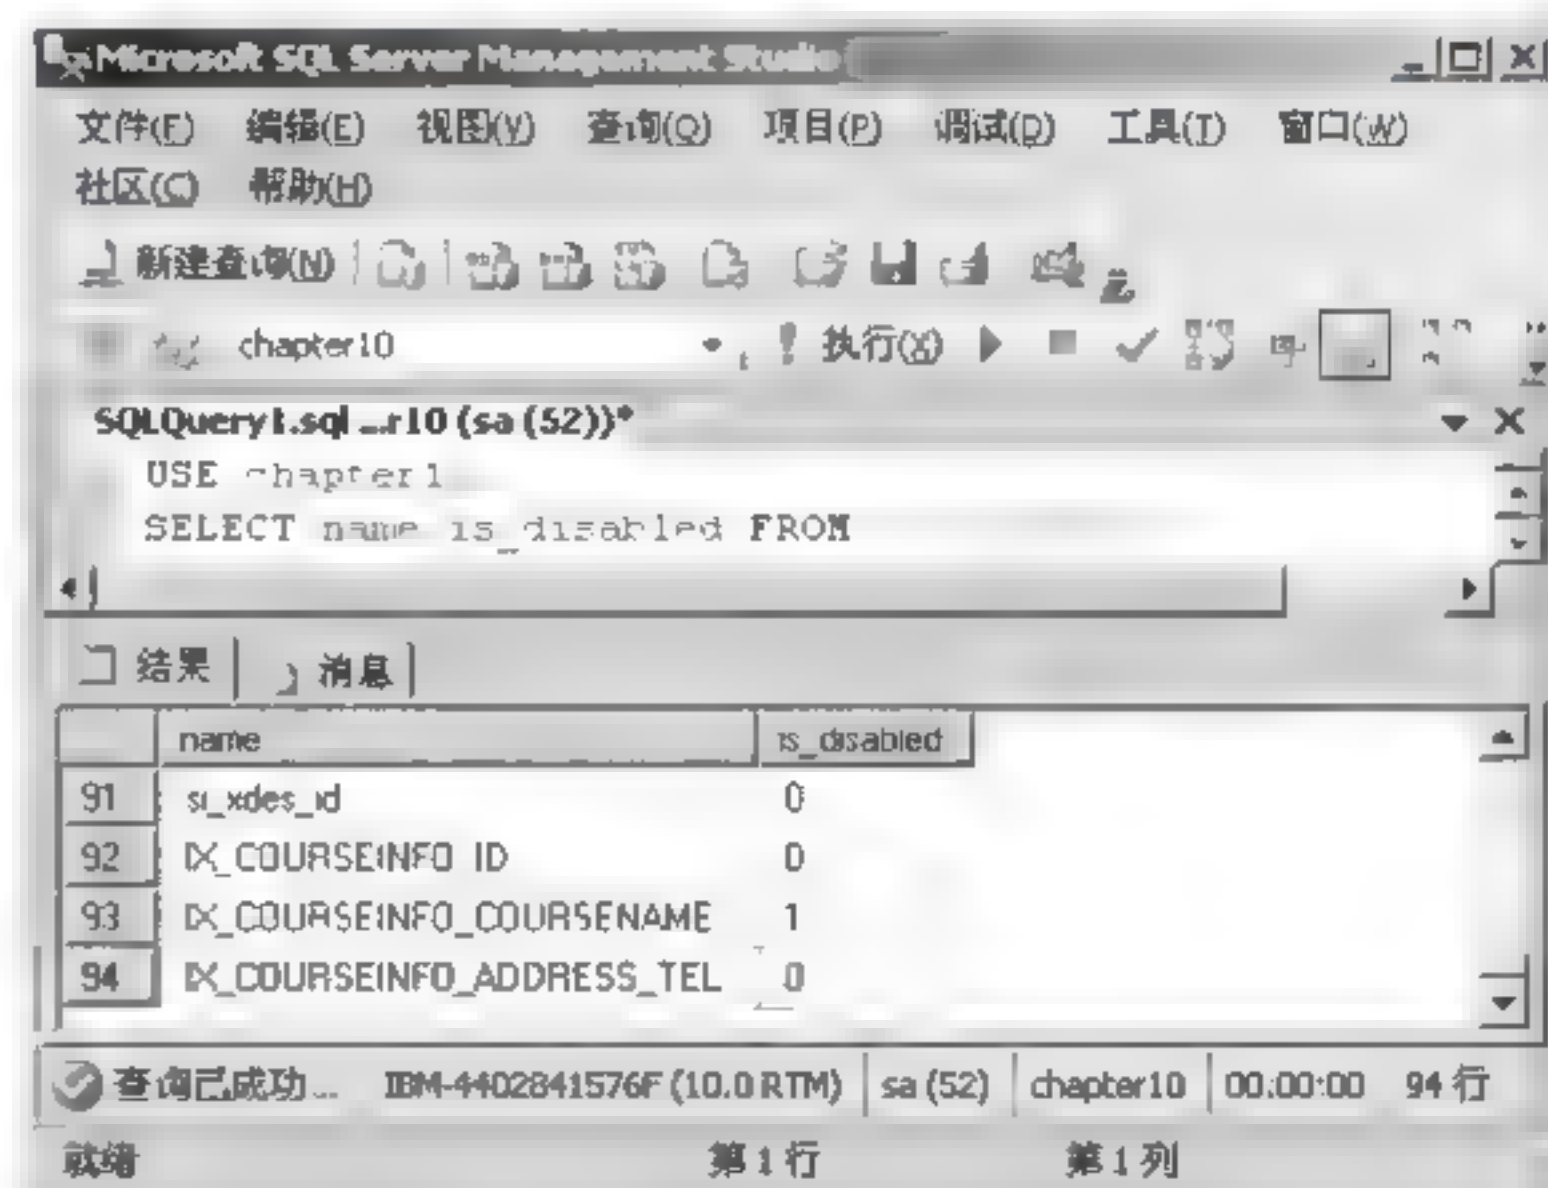 Microsoft SQL Server Management Studio
文件(F) 编辑(E) 视图(V) 查询(Q) 项目(P) 调试(D) 工具(T) 窗口(W)
社区(C) 帮助(H)
新建查询(N)
chapter10 执行(X)
SQLQuery1.sql ...r10 (sa (52))*
USE chapter1
SELECT name is_disabled FROM
结果 消息
name is_disabled
91 si_xdes_id 0
92 IX_COURSEINFO_ID 0
93 IX_COURSEINFO_COURSENAME 1
94 IX_COURSEINFO_ADDRESS_TEL 0
查询已成功... IBM-4402841576F (10.0 RTM) sa (52) chapter10 00:00:00 94 行
就绪 第 1 行 第 1 列